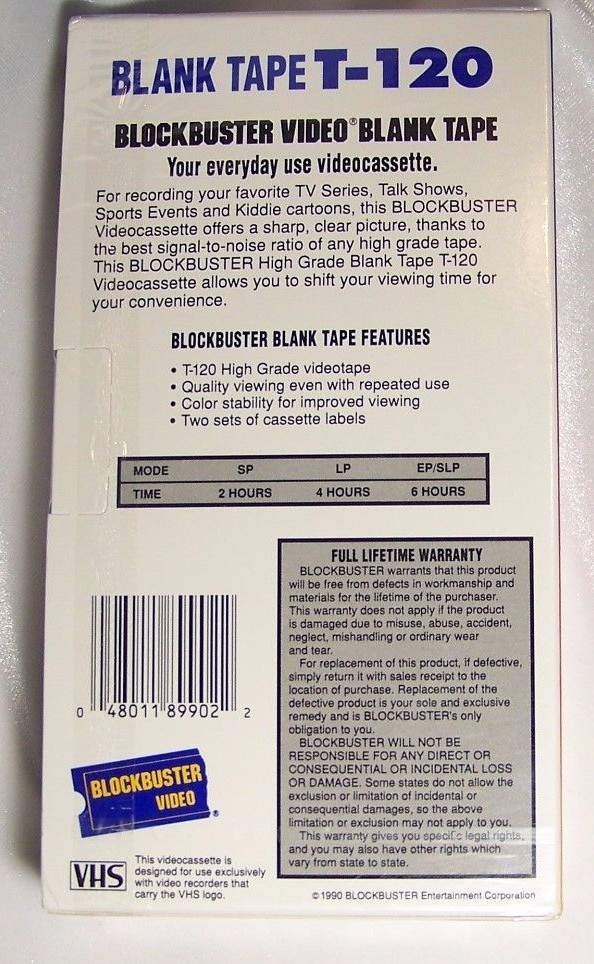 BLANK TAPE T-120
BLOCKBUSTER VIDEO® BLANK TAPE
Your everyday use videocassette.
For recording your favorite TV Series, Talk Shows,
Sports Events and Kiddie cartoons, this BLOCKBUSTER
Videocassette offers a sharp, clear picture, thanks to
the best signal-to-noise ratio of any high grade tape.
This BLOCKBUSTER High Grade Blank Tape T-120
Videocassette allows you to shift your viewing time for
your convenience.
BLOCKBUSTER BLANK TAPE FEATURES
• T-120 High Grade videotape
• Quality viewing even with repeated use
• Color stability for improved viewing
• Two sets of cassette labels
MODE SP LP EP/SLP
TIME 2 HOURS 4 HOURS 6 HOURS
FULL LIFETIME WARRANTY
BLOCKBUSTER warrants that this product
will be free from defects in workmanship and
materials for the lifetime of the purchaser.
This warranty does not apply if the product
is damaged due to misuse, abuse, accident,
neglect, mishandling or ordinary wear
and tear.
For replacement of this product, if defective,
simply return it with sales receipt to the
location of purchase. Replacement of the
defective product is your sole and exclusive
remedy and is BLOCKBUSTER's only
obligation to you.
BLOCKBUSTER WILL NOT BE
RESPONSIBLE FOR ANY DIRECT OR
CONSEQUENTIAL OR INCIDENTAL LOSS
OR DAMAGE. Some states do not allow the
exclusion or limitation of incidental or
consequential damages, so the above
limitation or exclusion may not apply to you.
This warranty gives you specific legal rights,
and you may also have other rights which
vary from state to state.
0 48011 89902 2
BLOCKBUSTER
VIDEO®
VHS
This videocassette is
designed for use exclusively
with video recorders that
carry the VHS logo.
©1990 BLOCKBUSTER Entertainment Corporation